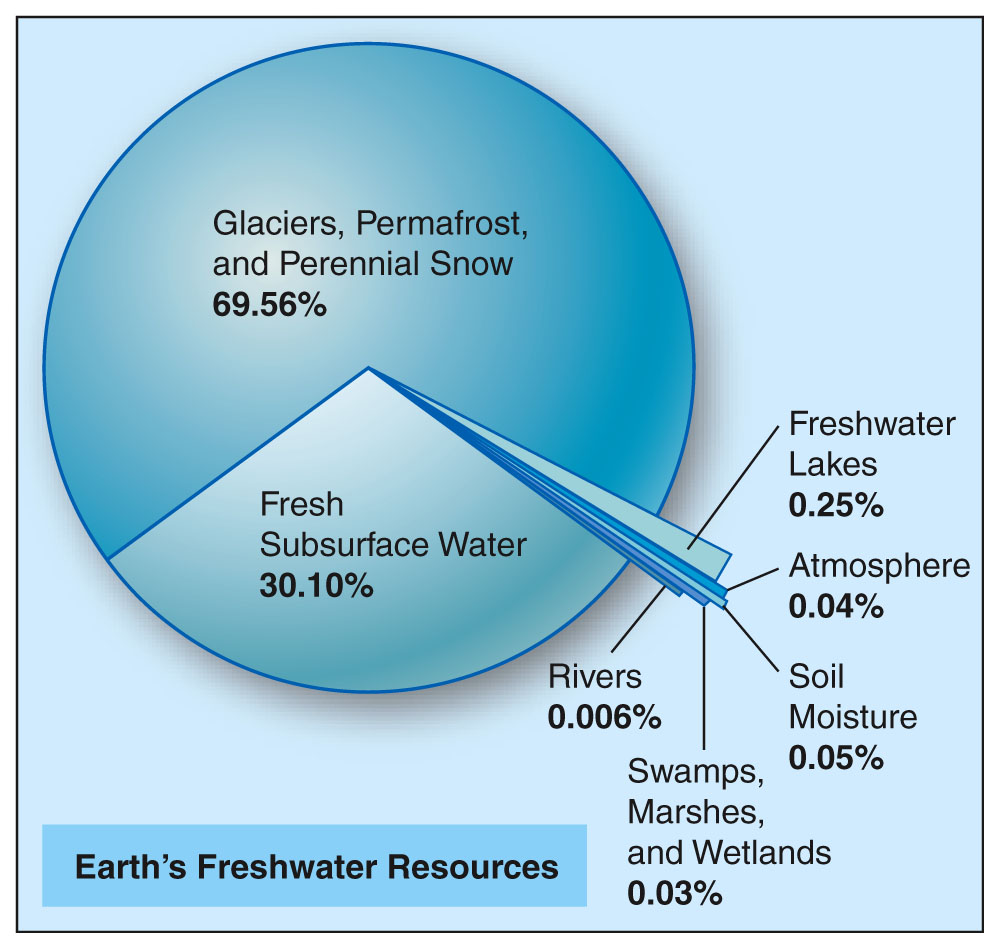 Glaciers, Permafrost,
and Perennial Snow
69.56%
Fresh
Subsurface Water
30.10%
Freshwater
Lakes
0.25%
Atmosphere
0.04%
Soil
Moisture
0.05%
Rivers
0.006%
Swamps,
Marshes,
and Wetlands
0.03%
Earth's Freshwater Resources